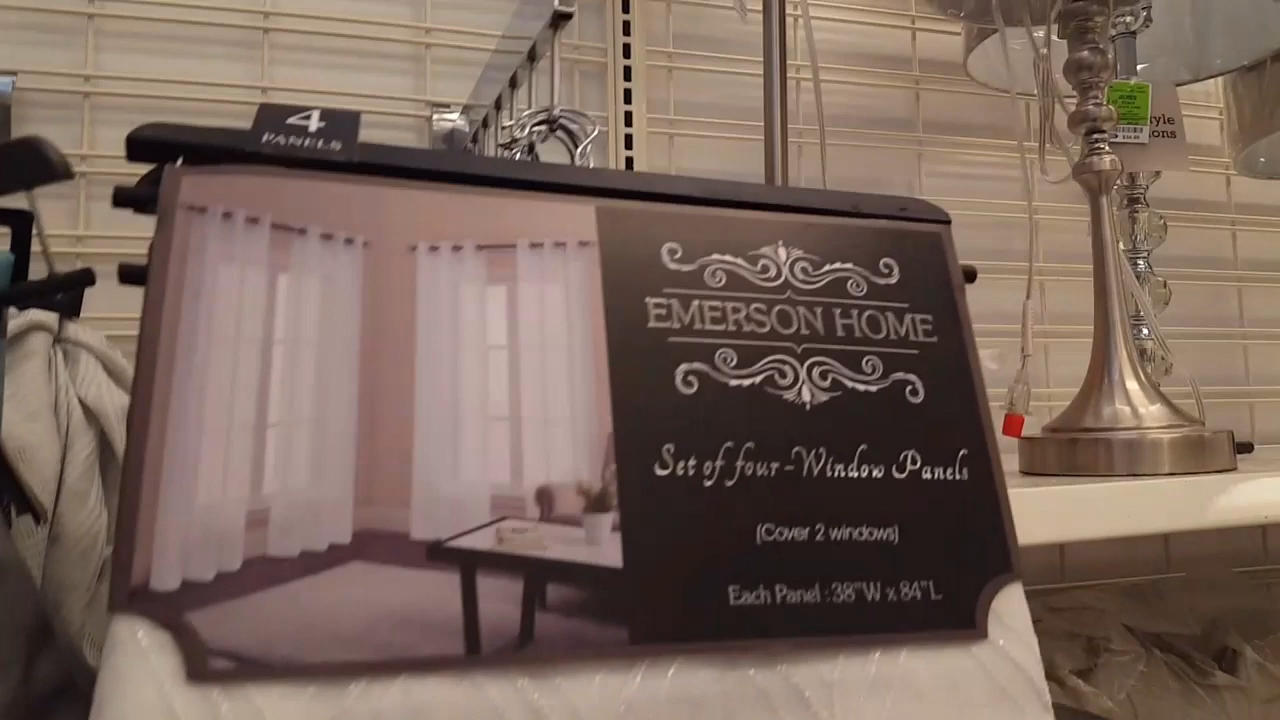 4
PANELS
EMERSON HOME
Set of four-Window Panels
(Cover 2 windows)
Each Panel : 38"W x 84"L